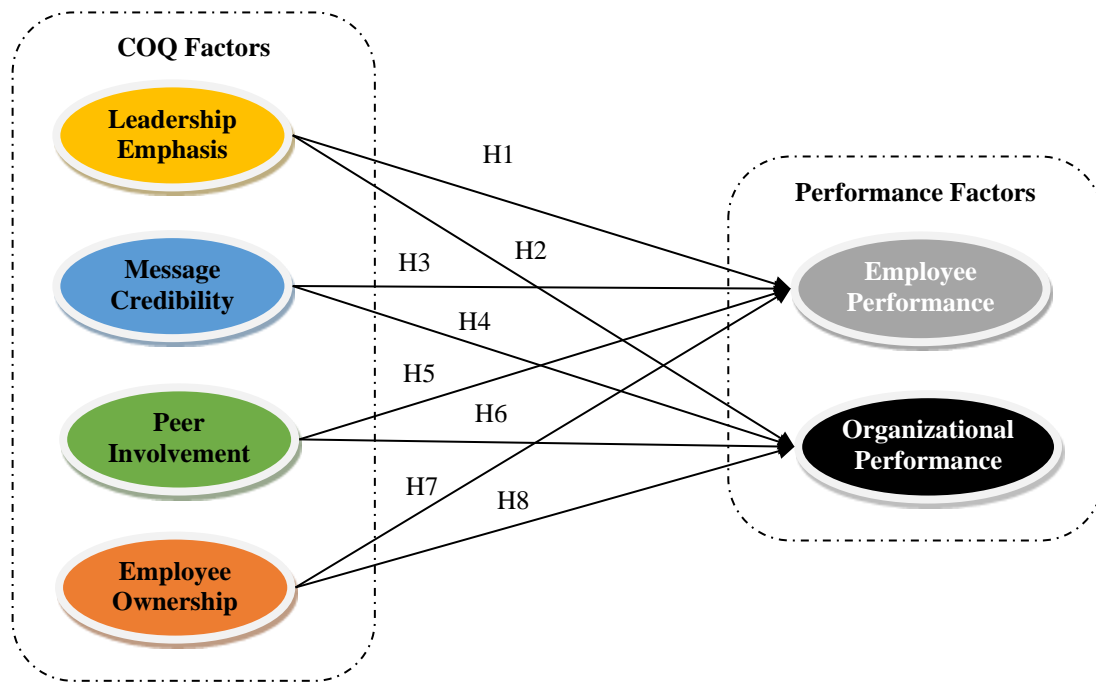 COQ Factors
Leadership
Emphasis
Message
Credibility
Peer
Involvement
Employee
Ownership
H1
H2
H3
H4
H5
H6
H7
H8
Performance Factors
Employee
Performance
Organizational
Performance